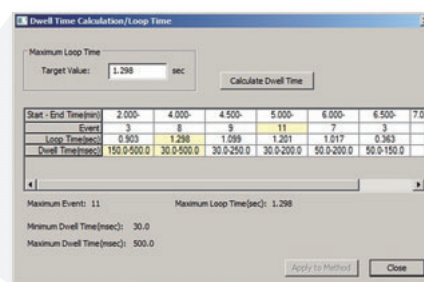 Dwell Time Calculation/Loop Time
Maximum Loop Time
Target Value: 1.298 sec
Calculate Dwell Time
Start - End Time(min) 2.000- 4.000- 4.500- 5.000- 6.000- 6.500- 7.0
Event 3 8 9 11 7 3
Loop Time(sec) 0.903 1.298 1.099 1.201 1.017 0.363
Dwell Time(msec) 150.0-500.0 30.0-500.0 30.0-250.0 30.0-200.0 50.0-200.0 50.0-150.0
Maximum Event: 11 Maximum Loop Time(sec): 1.298
Minimum Dwell Time(msec): 30.0
Maximum Dwell Time(msec): 500.0
Apply to Method Close